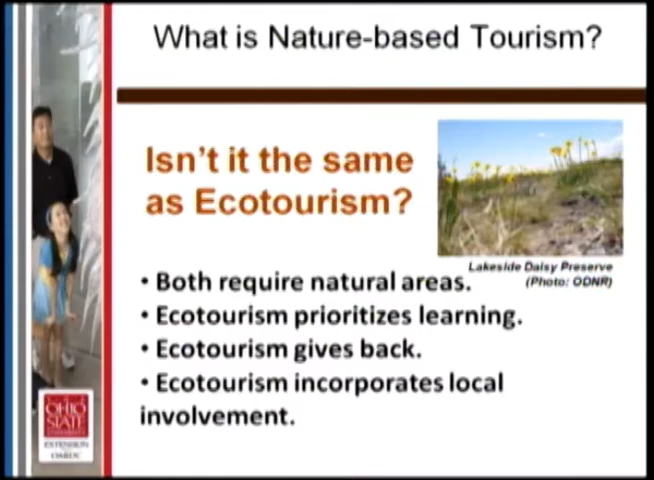 What is Nature-based Tourism?
Isn't it the same
as Ecotourism?
Lakeside Daisy Preserve
(Photo: ODNR)
• Both require natural areas.
• Ecotourism prioritizes learning.
• Ecotourism gives back.
• Ecotourism incorporates local
involvement.
OHIO
STATE
EXTENSION
OARDC